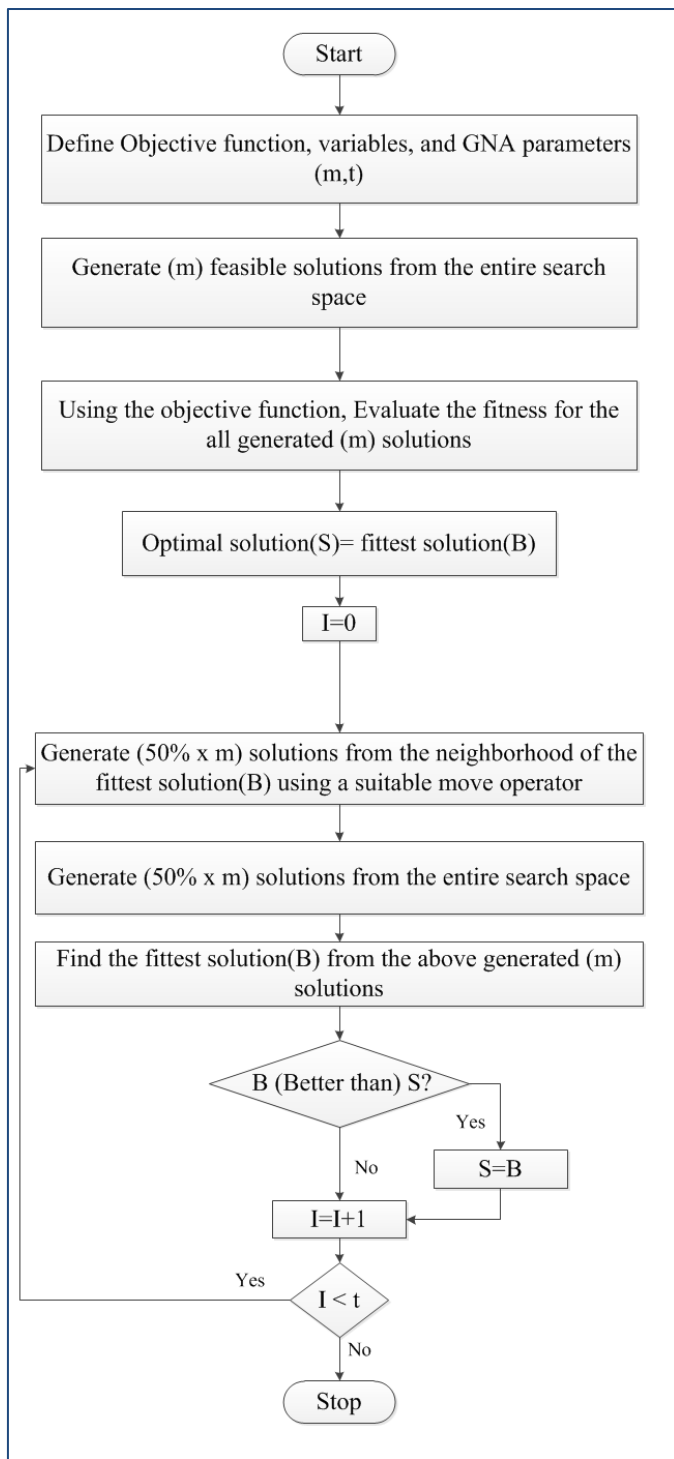 Start
Define Objective function, variables, and GNA parameters
(m,t)
Generate (m) feasible solutions from the entire search
space
Using the objective function, Evaluate the fitness for the
all generated (m) solutions
Optimal solution(S)= fittest solution(B)
I=0
Generate (50% x m) solutions from the neighborhood of the
fittest solution(B) using a suitable move operator
Generate (50% x m) solutions from the entire search space
Find the fittest solution(B) from the above generated (m)
solutions
B (Better than) S?
Yes
No
S=B
I=I+1
Yes
I < t
No
Stop